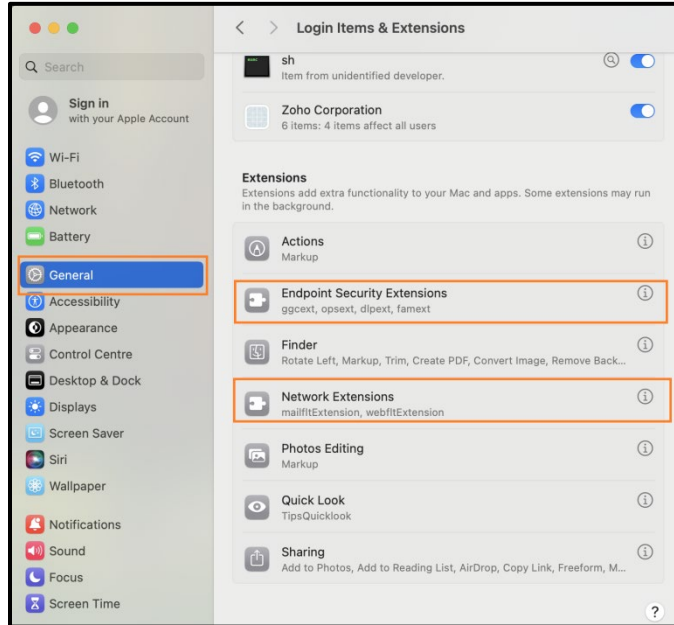 Login Items & Extensions
Search
Sign in
with your Apple Account
Wi-Fi
Bluetooth
Network
Battery
General
Accessibility
Appearance
Control Centre
Desktop & Dock
Displays
Screen Saver
Siri
Wallpaper
Notifications
Sound
Focus
Screen Time
sh
Item from unidentified developer.
Zoho Corporation
6 items: 4 items affect all users
Extensions
Extensions add extra functionality to your Mac and apps. Some extensions may run
in the background.
Actions
Markup
Endpoint Security Extensions
ggcext, opsext, dlpext, famext
Finder
Rotate Left, Markup, Trim, Create PDF, Convert Image, Remove Back...
Network Extensions
mailfltExtension, webfltExtension
Photos Editing
Markup
Quick Look
TipsQuicklook
Sharing
Add to Photos, Add to Reading List, AirDrop, Copy Link, Freeform, M...
?